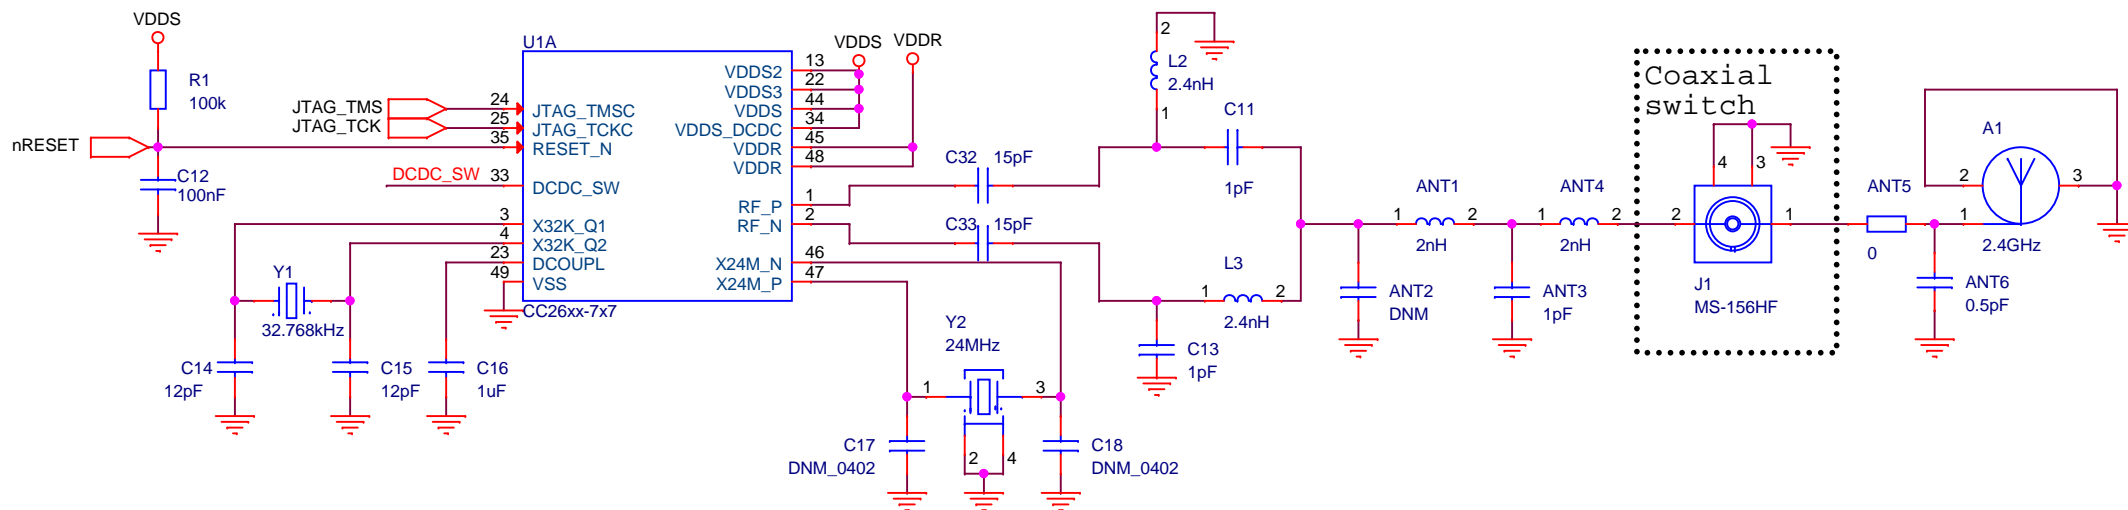 VDDS
R1
100k
nRESET
C12
100nF
JTAG_TMS
JTAG_TCK
DCDC_SW
U1A
24
25
35
33
3
4
23
49
JTAG_TMSC
JTAG_TCKC
RESET_N
DCDC_SW
X32K_Q1
X32K_Q2
DCOUPL
VSS
VDDS2
VDDS3
VDDS
VDDS_DCDC
VDDR
VDDR
RF_P
RF_N
X24M_N
X24M_P
13
22
44
34
45
48
1
2
46
47
CC26xx-7x7
VDDS
VDDR
Y1
32.768kHz
C14
12pF
C15
12pF
C16
1uF
C32
15pF
C33
15pF
Y2
24MHz
1
3
2
4
C17
DNM_0402
C18
DNM_0402
2
L2
2.4nH
1
C11
1pF
L3
1
2
2.4nH
C13
1pF
ANT2
DNM
ANT1
1
2
2nH
ANT3
1pF
ANT4
1
2
2nH
Coaxial
switch
4
3
2
1
J1
MS-156HF
ANT5
0
ANT6
0.5pF
A1
2
3
1
2.4GHz